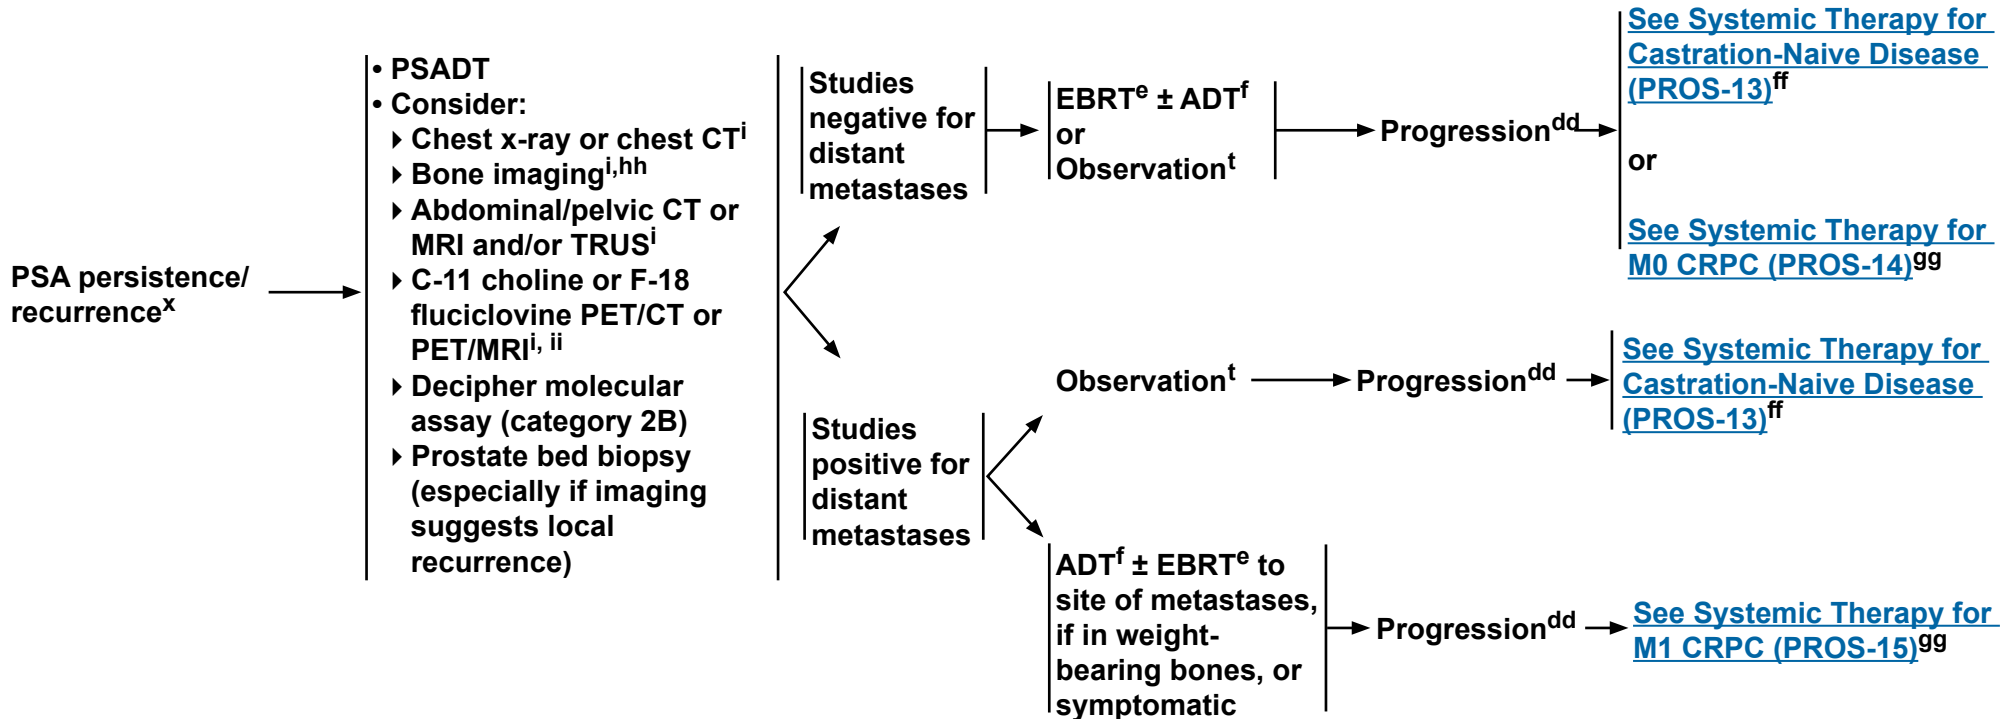 PSA persistence/
recurrencex
• PSADT
• Consider:
▸ Chest x-ray or chest CTi
▸ Bone imagingi,hh
▸ Abdominal/pelvic CT or
MRI and/or TRUSi
▸ C-11 choline or F-18
fluciclovine PET/CT or
PET/MRIi, ii
▸ Decipher molecular
assay (category 2B)
▸ Prostate bed biopsy
(especially if imaging
suggests local
recurrence)
Studies
negative for
distant
metastases
EBRTe ± ADTf
or
Observationt
Progressiondd
See Systemic Therapy for
Castration-Naive Disease
(PROS-13)ff
or
See Systemic Therapy for
M0 CRPC (PROS-14)gg
Studies
positive for
distant
metastases
Observationt
Progressiondd
See Systemic Therapy for
Castration-Naive Disease
(PROS-13)ff
ADTf ± EBRTe to
site of metastases,
if in weight-
bearing bones, or
symptomatic
Progressiondd
See Systemic Therapy for
M1 CRPC (PROS-15)gg